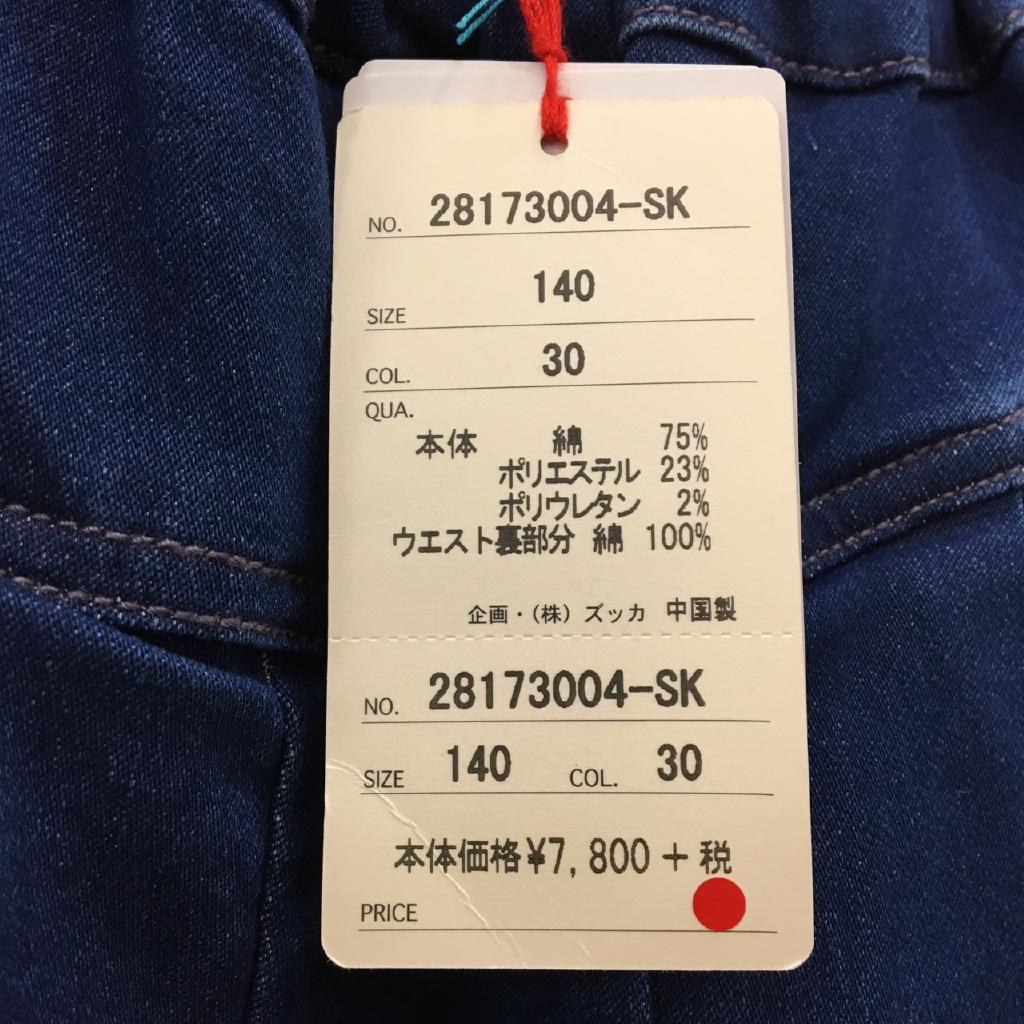 NO. 28173004-SK
SIZE 140
COL. 30
QUA.
本体 綿 75%
ポリエステル 23%
ポリウレタン 2%
ウエスト裏部分 綿 100%
企画・(株) ズッカ 中国製
NO. 28173004-SK
SIZE 140 COL. 30
本体価格¥7,800 + 税
PRICE